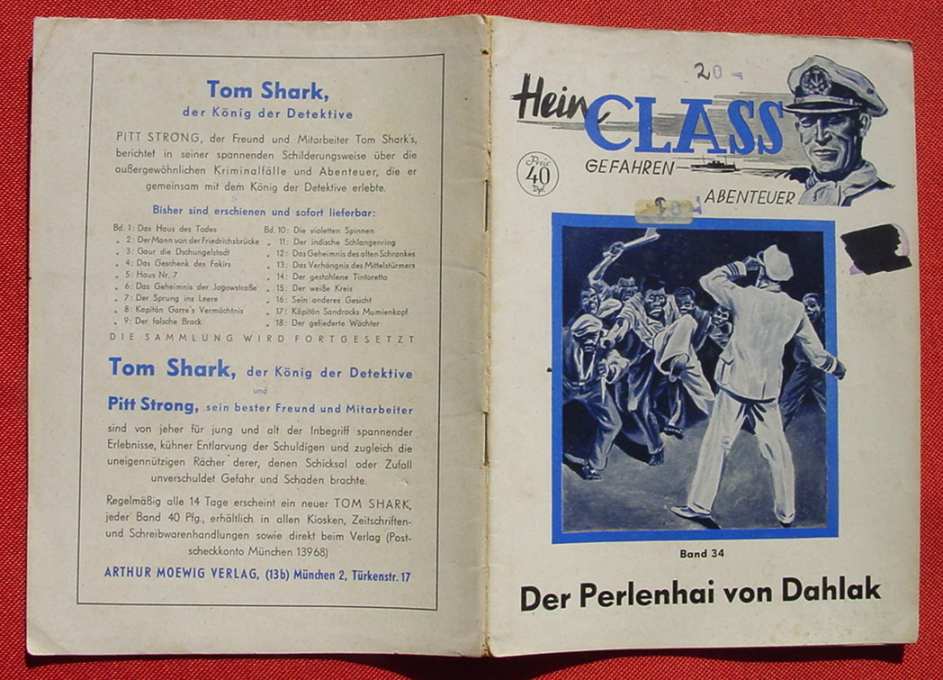 Tom Shark,
der König der Detektive
PITT STRONG, der Freund und Mitarbeiter Tom Shark's,
berichtet in seiner spannenden Schilderungsweise über die
außergewöhnlichen Kriminalfälle und Abenteuer, die er
gemeinsam mit dem König der Detektive erlebte.
Bisher sind erschienen und sofort lieferbar:
Bd. 1: Das Haus des Todes
„ 2: Der Mann von der Friedrichsbrücke
„ 3: Gaur die Dschungelstadt
„ 4: Das Geschenk des Fakirs
„ 5: Haus Nr. 7
„ 6: Das Geheimnis der Jagowstraße
„ 7: Der Sprung ins Leere
„ 8: Kapitän Garre's Vermächtnis
„ 9: Der falsche Brack
Bd. 10: Die violetten Spinnen
„ 11: Der indische Schlangenring
„ 12: Das Geheimnis des alten Schrankes
„ 13: Das Verhängnis des Mittelstürmers
„ 14: Der gestohlene Tintoretto
„ 15: Der weiße Kreis
„ 16: Sein anderes Gesicht
„ 17: Käpitän Sandrocks Mumienkopf
„ 18: Der gefiederte Wächter
DIE SAMMLUNG WIRD FORTGESETZT
Tom Shark, der König der Detektive
und
Pitt Strong, sein bester Freund und Mitarbeiter
sind von jeher für jung und alt der Inbegriff spannender
Erlebnisse, kühner Entlarvung der Schuldigen und zugleich die
uneigennützigen Rächer derer, denen Schicksal oder Zufall
unverschuldet Gefahr und Schaden brachte.
Regelmäßig alle 14 Tage erscheint ein neuer TOM SHARK,
jeder Band 40 Pfg., erhältlich in allen Kiosken, Zeitschriften-
und Schreibwarenhandlungen sowie direkt beim Verlag (Post-
scheckkonto München 13968)
ARTHUR MOEWIG VERLAG, (13b) München 2, Türkenstr. 17
20-
Hein CLASS
Preis
40
Dpf.
GEFAHREN
ABENTEUER
Band 34
Der Perlenhai von Dahlak